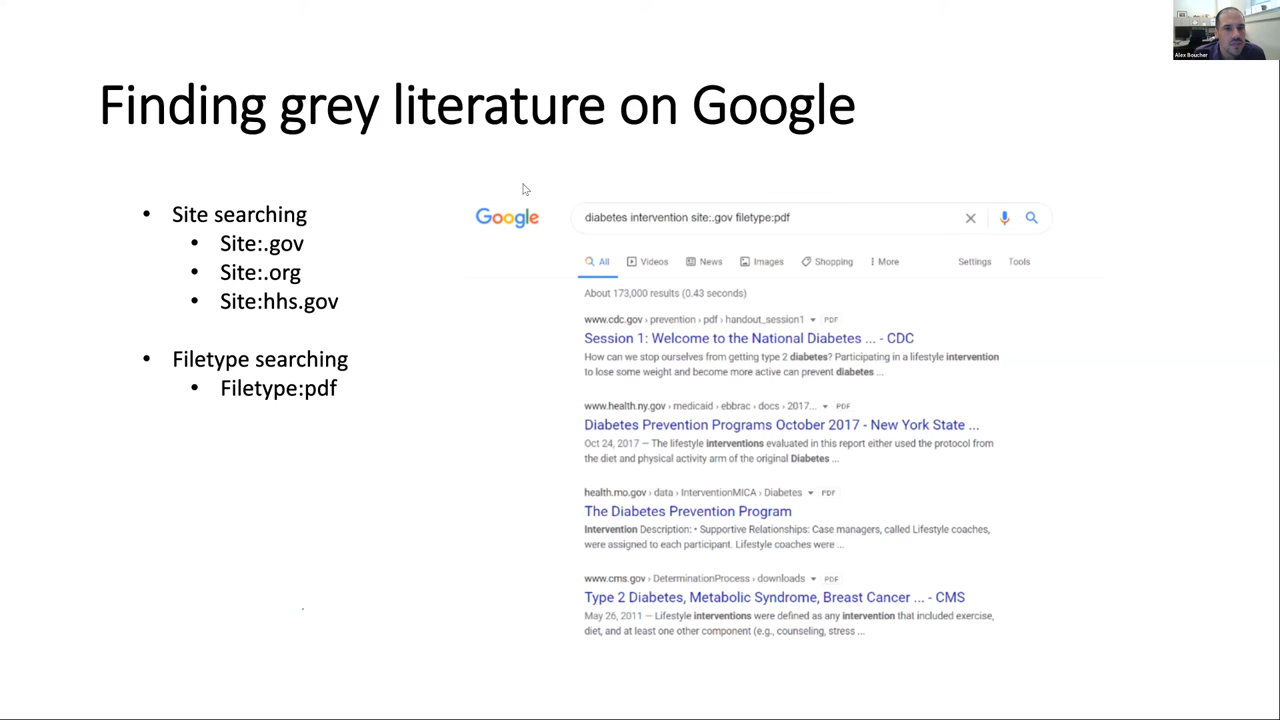 Alex Boucher
Finding grey literature on Google
• Site searching
• Site:.gov
• Site:.org
• Site:hhs.gov
• Filetype searching
• Filetype:pdf
Google
diabetes intervention site:.gov filetype:pdf
All Videos News Images Shopping More Settings Tools
About 173,000 results (0.43 seconds)
www.cdc.gov › prevention › pdf › handout_session1 PDF
Session 1: Welcome to the National Diabetes ... - CDC
How can we stop ourselves from getting type 2 diabetes? Participating in a lifestyle intervention
to lose some weight and become more active can prevent diabetes ...
www.health.ny.gov › medicaid › ebbrac › docs › 2017... PDF
Diabetes Prevention Programs October 2017 - New York State ...
Oct 24, 2017 — The lifestyle interventions evaluated in this report either used the protocol from
the diet and physical activity arm of the original Diabetes ...
health.mo.gov › data › InterventionMICA › Diabetes PDF
The Diabetes Prevention Program
Intervention Description: • Supportive Relationships: Case managers, called Lifestyle coaches,
were assigned to each participant. Lifestyle coaches were ...
www.cms.gov › DeterminationProcess › downloads PDF
Type 2 Diabetes, Metabolic Syndrome, Breast Cancer ... - CMS
May 26, 2011 — Lifestyle interventions were defined as any intervention that included exercise,
diet, and at least one other component (e.g., counseling, stress ...